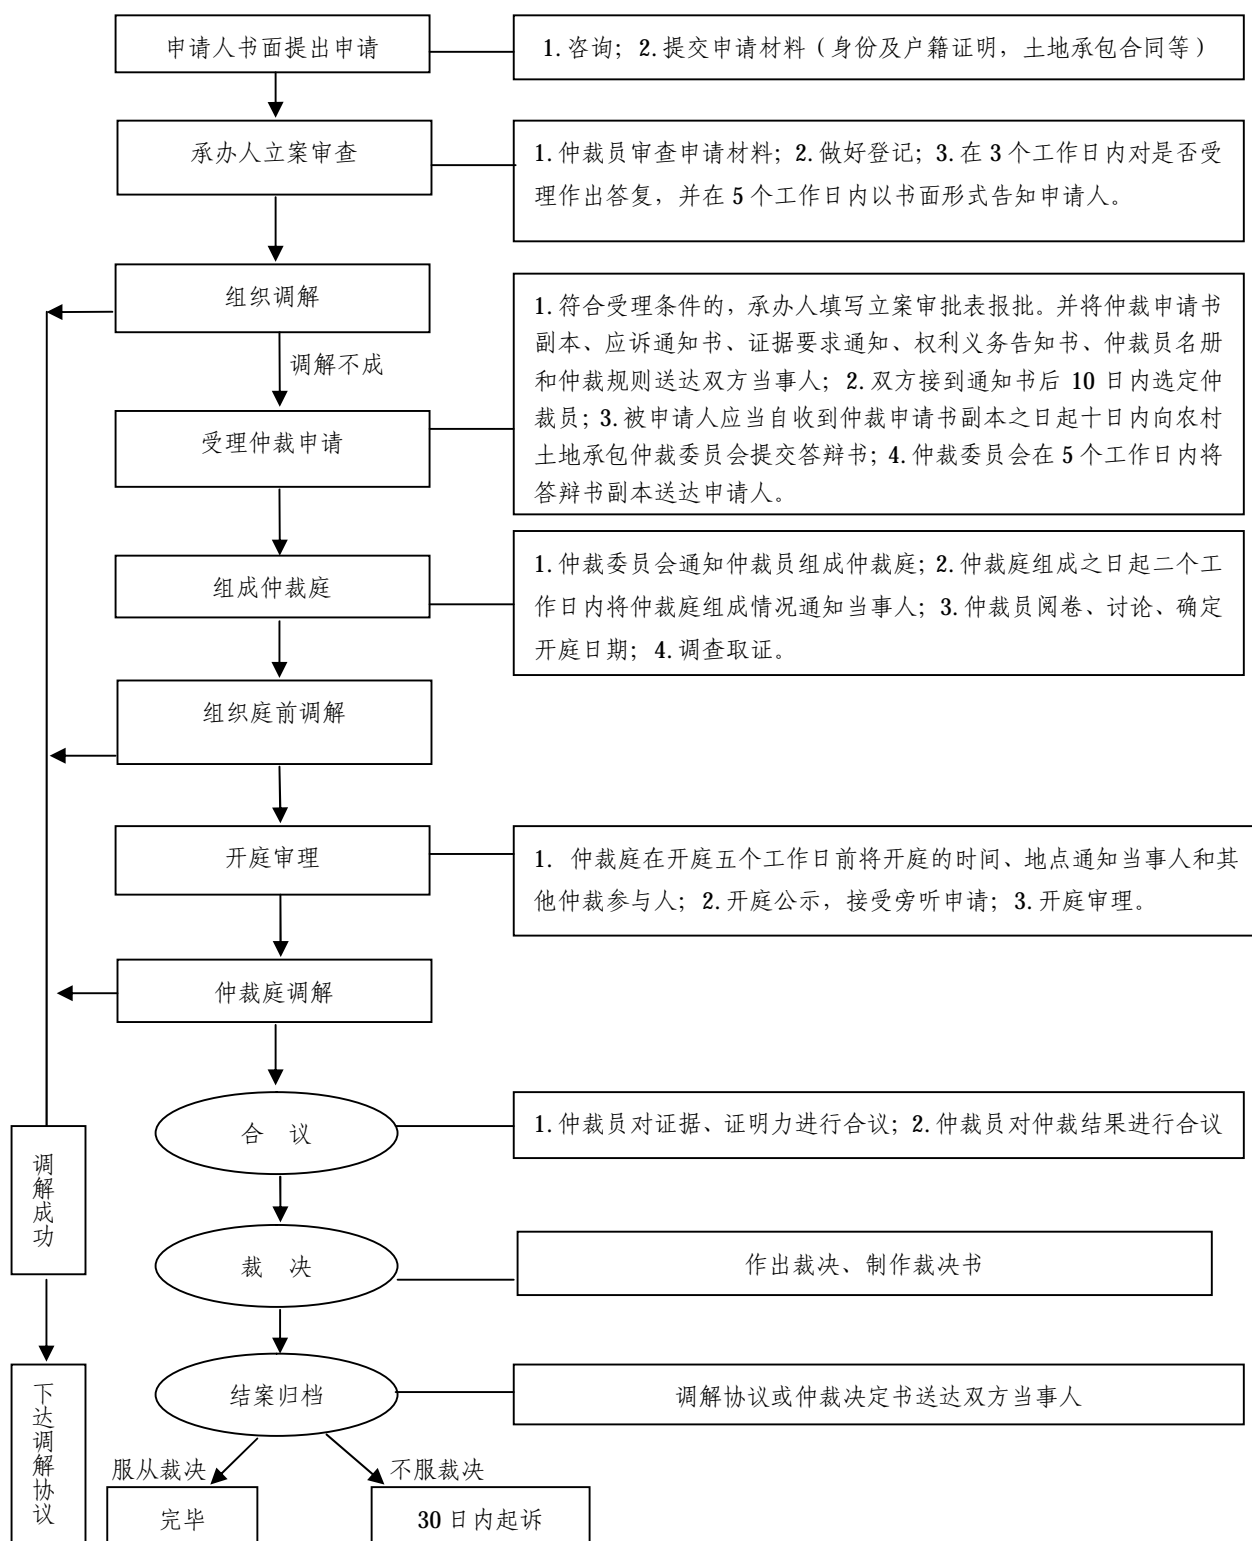 申请人书面提出申请
1.咨询；2.提交申请材料（身份及户籍证明，土地承包合同等）
承办人立案审查
1.仲裁员审查申请材料；2.做好登记；3.在 3 个工作日内对是否受
理作出答复，并在 5 个工作日内以书面形式告知申请人。
组织调解
调解不成
受理仲裁申请
1.符合受理条件的，承办人填写立案审批表报批。并将仲裁申请书
副本、应诉通知书、证据要求通知、权利义务告知书、仲裁员名册
和仲裁规则送达双方当事人；2.双方接到通知书后 10 日内选定仲
裁员；3.被申请人应当自收到仲裁申请书副本之日起十日内向农村
土地承包仲裁委员会提交答辩书；4.仲裁委员会在 5 个工作日内将
答辩书副本送达申请人。
组成仲裁庭
1.仲裁委员会通知仲裁员组成仲裁庭；2.仲裁庭组成之日起二个工
作日内将仲裁庭组成情况通知当事人；3.仲裁员阅卷、讨论、确定
开庭日期；4.调查取证。
组织庭前调解
开庭审理
1. 仲裁庭在开庭五个工作日前将开庭的时间、地点通知当事人和其
他仲裁参与人；2.开庭公示，接受旁听申请；3.开庭审理。
仲裁庭调解
合 议
1.仲裁员对证据、证明力进行合议；2.仲裁员对仲裁结果进行合议
调解成功
裁 决
作出裁决、制作裁决书
结案归档
调解协议或仲裁决定书送达双方当事人
下达调解协议
服从裁决
不服裁决
完毕
30 日内起诉